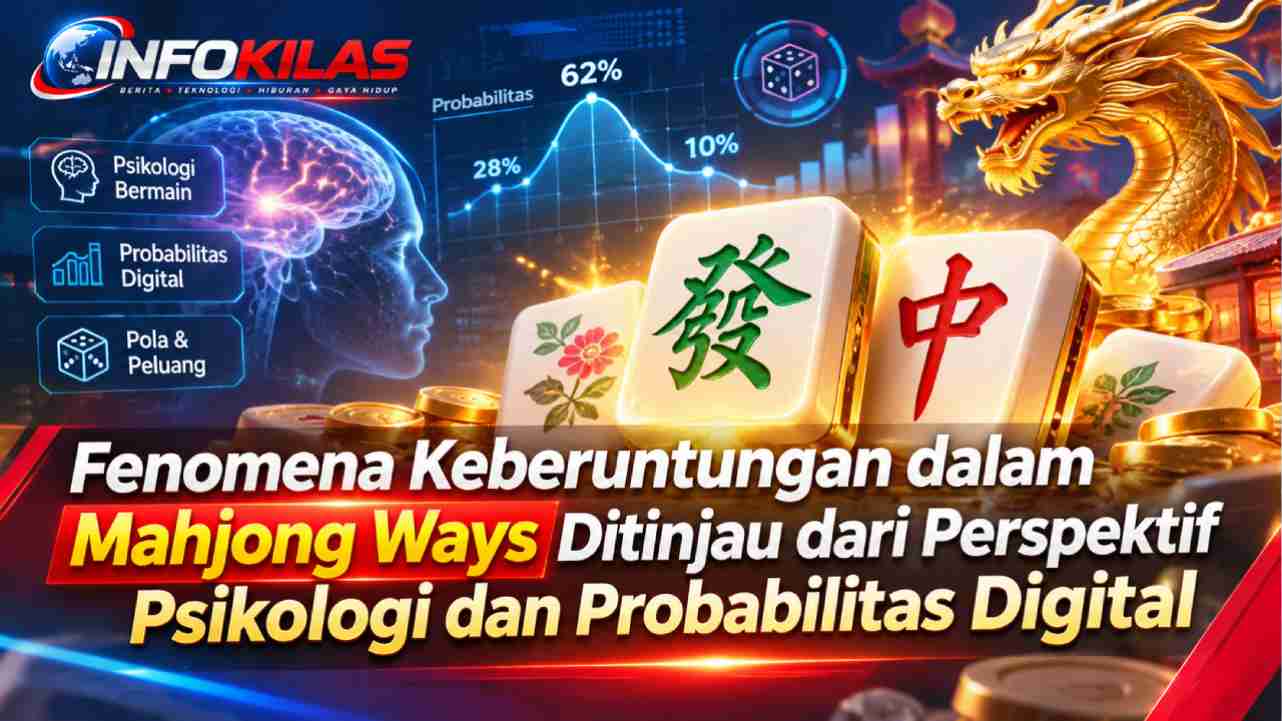 INFOKILAS
BERITA • TEKNOLOGI • HIBURAN • GAYA HIDUP
Psikologi
Bermain
Probabilitas
Digital
Pola &
Peluang
Probabilitas
28%
62%
10%
發
中
Fenomena Keberuntungan dalam
Mahjong Ways Ditinjau dari Perspektif
Psikologi dan Probabilitas Digital